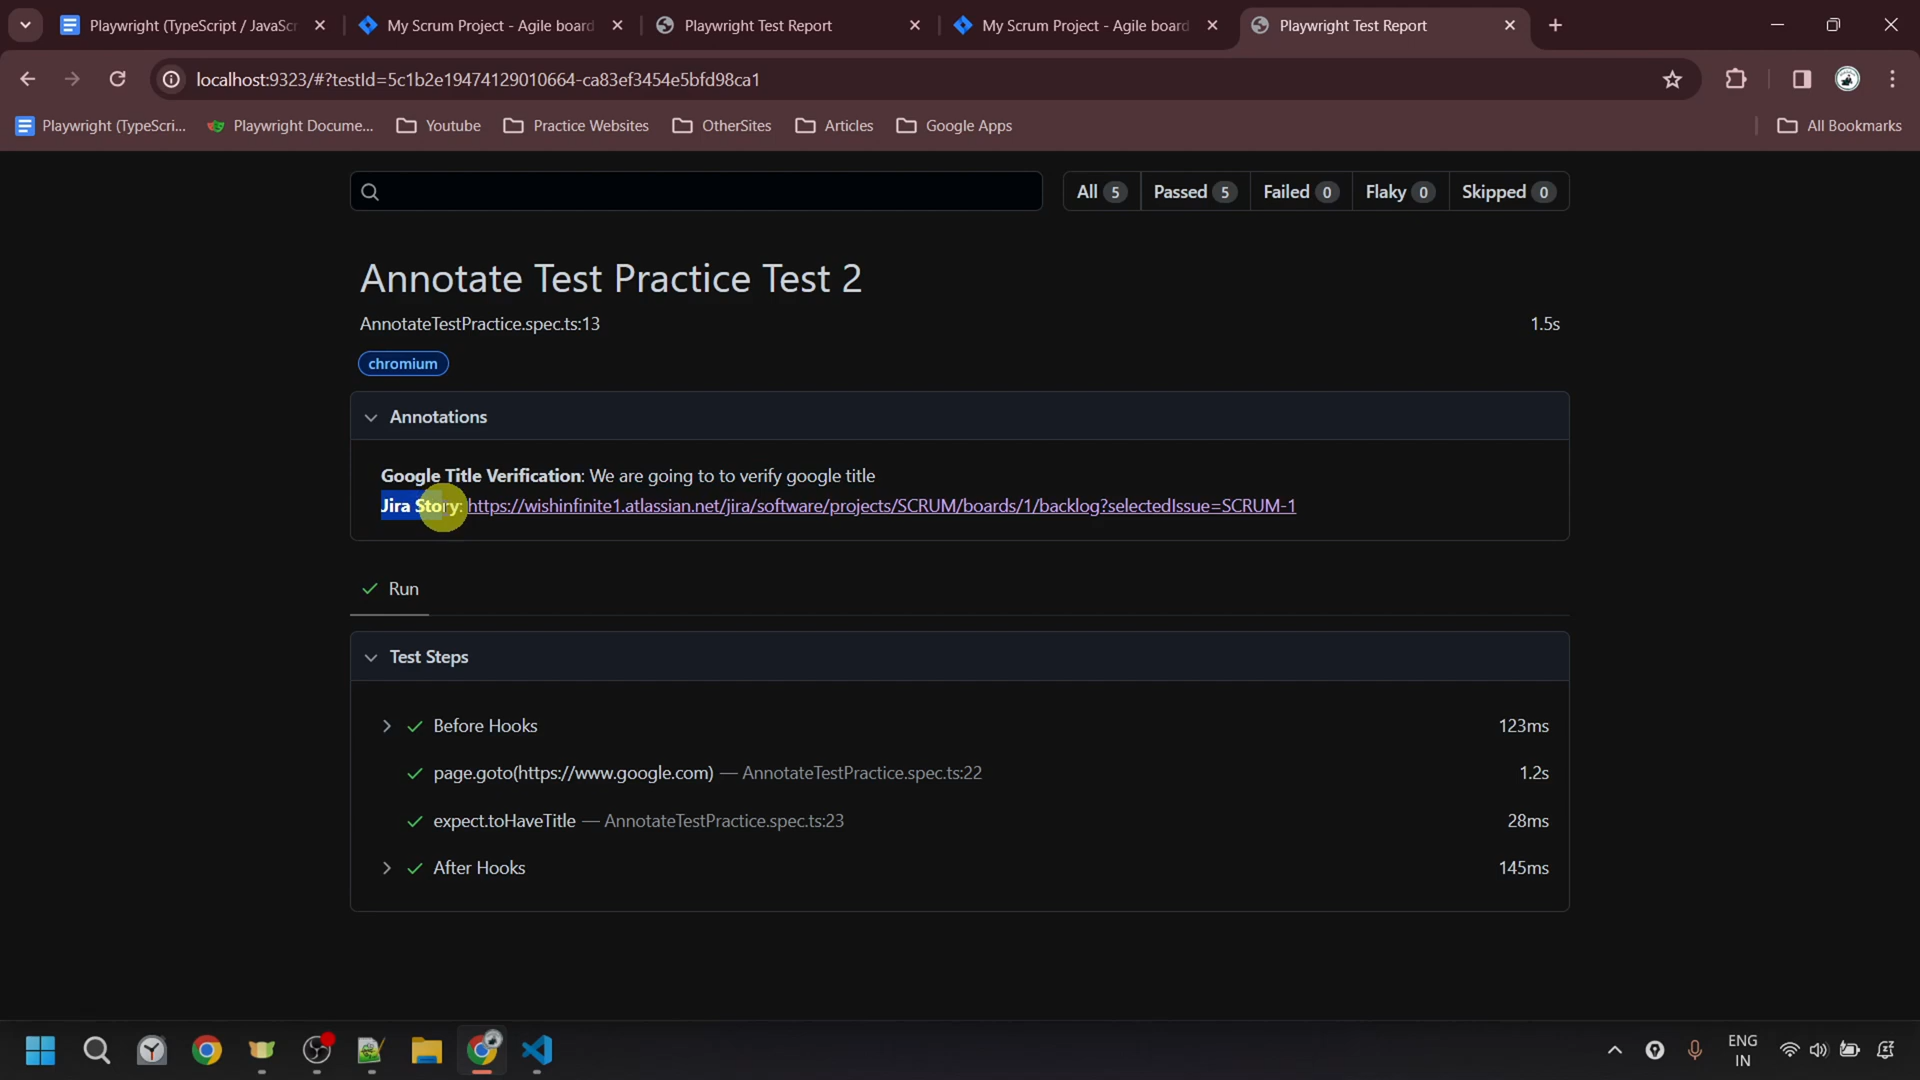 Playwright (TypeScript / JavaSc
My Scrum Project - Agile board
Playwright Test Report
My Scrum Project - Agile board
Playwright Test Report
localhost:9323/#?testId=5c1b2e19474129010664-ca83ef3454e5bfd98ca1
Playwright (TypeScri...
Playwright Docume...
Youtube
Practice Websites
OtherSites
Articles
Google Apps
All Bookmarks
All 5
Passed 5
Failed 0
Flaky 0
Skipped 0
Annotate Test Practice Test 2
AnnotateTestPractice.spec.ts:13
1.5s
chromium
Annotations
Google Title Verification: We are going to to verify google title
Jira Story: https://wishinfinite1.atlassian.net/jira/software/projects/SCRUM/boards/1/backlog?selectedIssue=SCRUM-1
Run
Test Steps
Before Hooks 123ms
page.goto(https://www.google.com) — AnnotateTestPractice.spec.ts:22 1.2s
expect.toHaveTitle — AnnotateTestPractice.spec.ts:23 28ms
After Hooks 145ms
ENG
IN